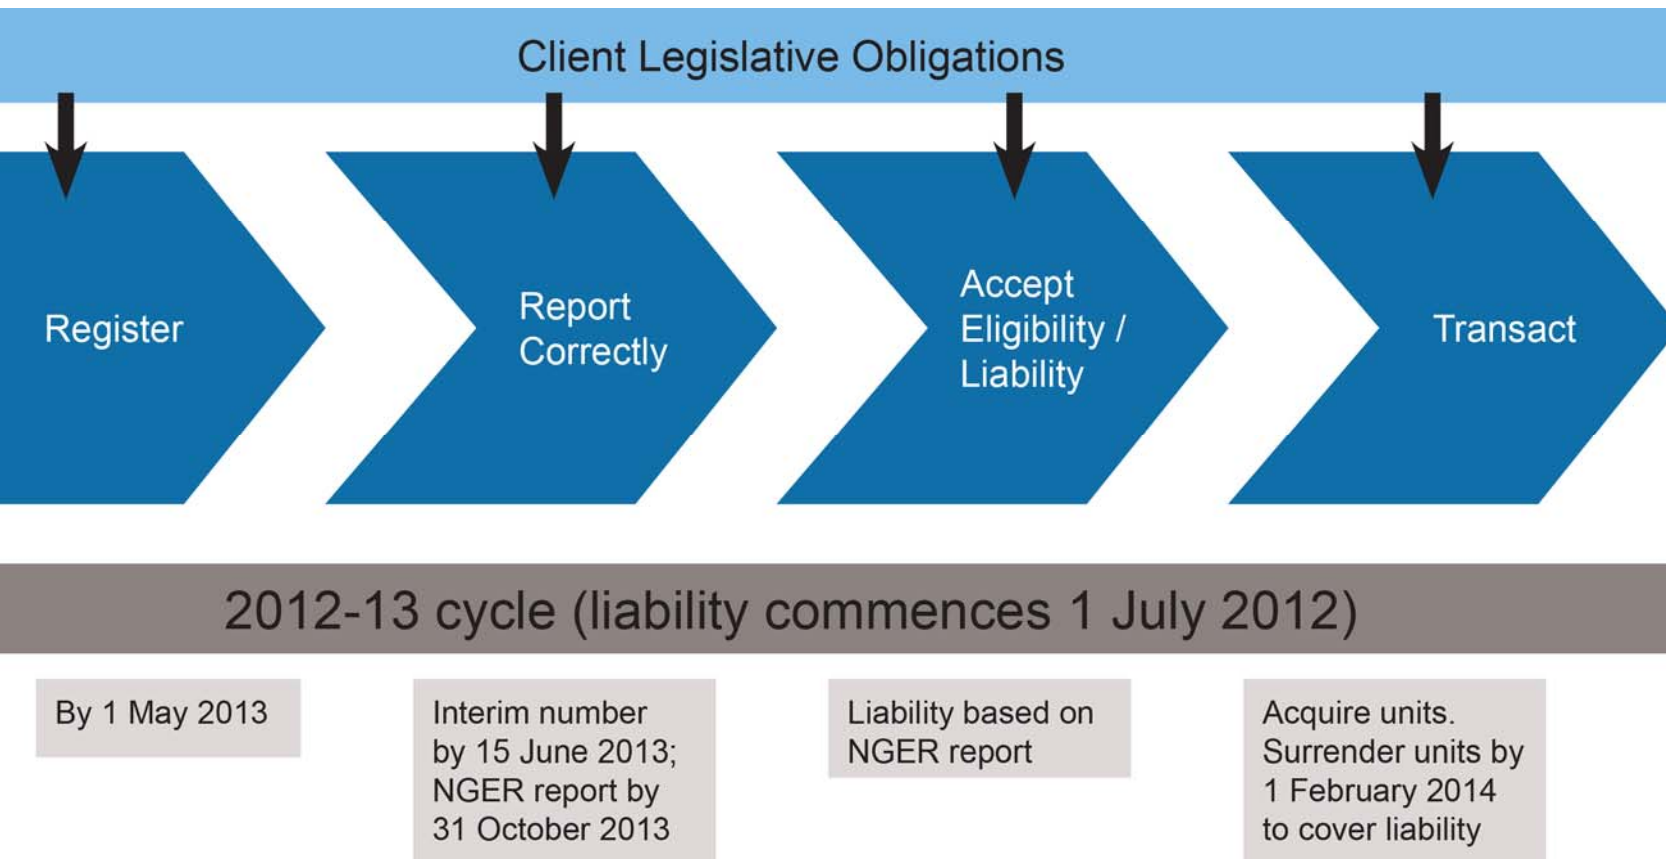 Client Legislative Obligations
Register
Report
Correctly
Accept
Eligibility /
Liability
Transact
2012-13 cycle (liability commences 1 July 2012)
By 1 May 2013
Interim number
by 15 June 2013;
NGER report by
31 October 2013
Liability based on
NGER report
Acquire units.
Surrender units by
1 February 2014
to cover liability